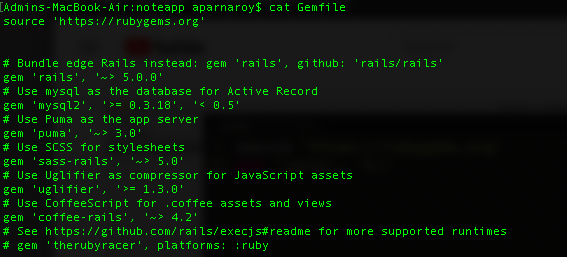 [Admins-MacBook-Air:noteapp aparnaroy$ cat Gemfile
source 'https://rubygems.org'
# Bundle edge Rails instead: gem 'rails', github: 'rails/rails'
gem 'rails', '~> 5.0.0'
# Use mysql as the database for Active Record
gem 'mysql2', '>= 0.3.18', '< 0.5'
# Use Puma as the app server
gem 'puma', '~> 3.0'
# Use SCSS for stylesheets
gem 'sass-rails', '~> 5.0'
# Use Uglifier as compressor for JavaScript assets
gem 'uglifier', '>= 1.3.0'
# Use CoffeeScript for .coffee assets and views
gem 'coffee-rails', '~> 4.2'
# See https://github.com/rails/execjs#readme for more supported runtimes
# gem 'therubyracer', platforms: :ruby